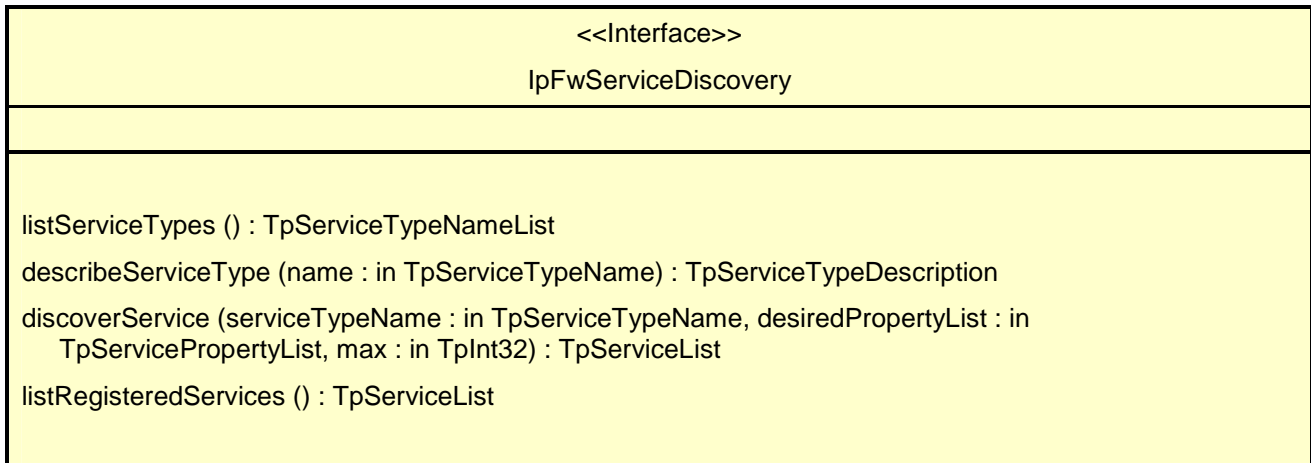 <<Interface>>
IpFwServiceDiscovery
listServiceTypes () : TpServiceTypeNameList
describeServiceType (name : in TpServiceTypeName) : TpServiceTypeDescription
discoverService (serviceTypeName : in TpServiceTypeName, desiredPropertyList : in
TpServicePropertyList, max : in TpInt32) : TpServiceList
listRegisteredServices () : TpServiceList